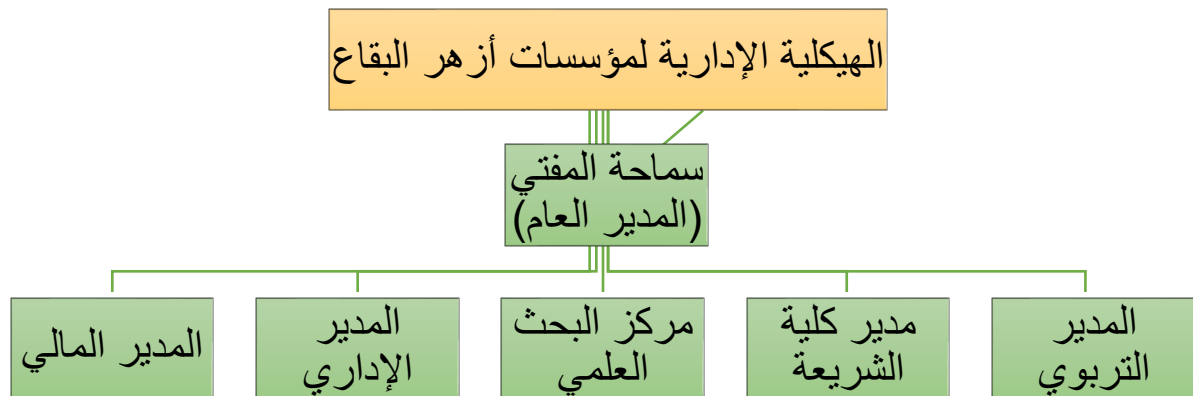 الهيكلية الإدارية لمؤسسات أزهر البقاع
سماحة المفتي
(المدير العام)
المدير
التربوي
مدير كلية
الشريعة
مركز البحث
العلمي
المدير
الإداري
المدير المالي